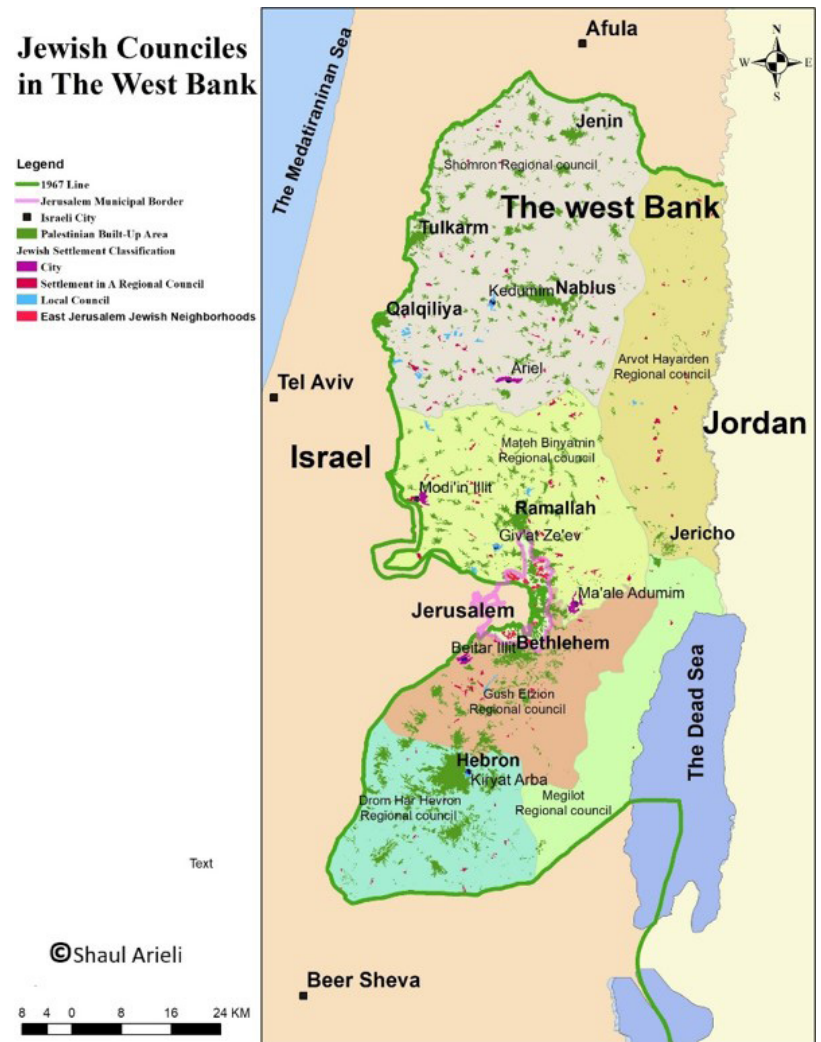 Jewish Counciles
in The West Bank
Legend
1967 Line
Jerusalem Municipal Border
Israeli City
Palestinian Built-Up Area
Jewish Settlement Classification
City
Settlement in A Regional Council
Local Council
East Jerusalem Jewish Neighborhoods
Text
©Shaul Arieli
8 4 0 8 16 24 KM
The Medatiraninan Sea
Afula
N
W E
S
Jenin
Shomron Regional council
The west Bank
Tulkarm
Kedumim
Nablus
Qalqiliya
Arvot Hayarden
Regional council
Ariel
Tel Aviv
Jordan
Israel
Mateh Binyamin
Regional council
Modi'in Illit
Ramallah
Giv'at Ze'ev
Jericho
Ma'ale Adumim
Jerusalem
Bethlehem
Beitar Illit
Gush Etzion
Regional council
The Dead Sea
Hebron
Kiryat Arba
Drom Har Hevron
Regional council
Megilot
Regional council
Beer Sheva